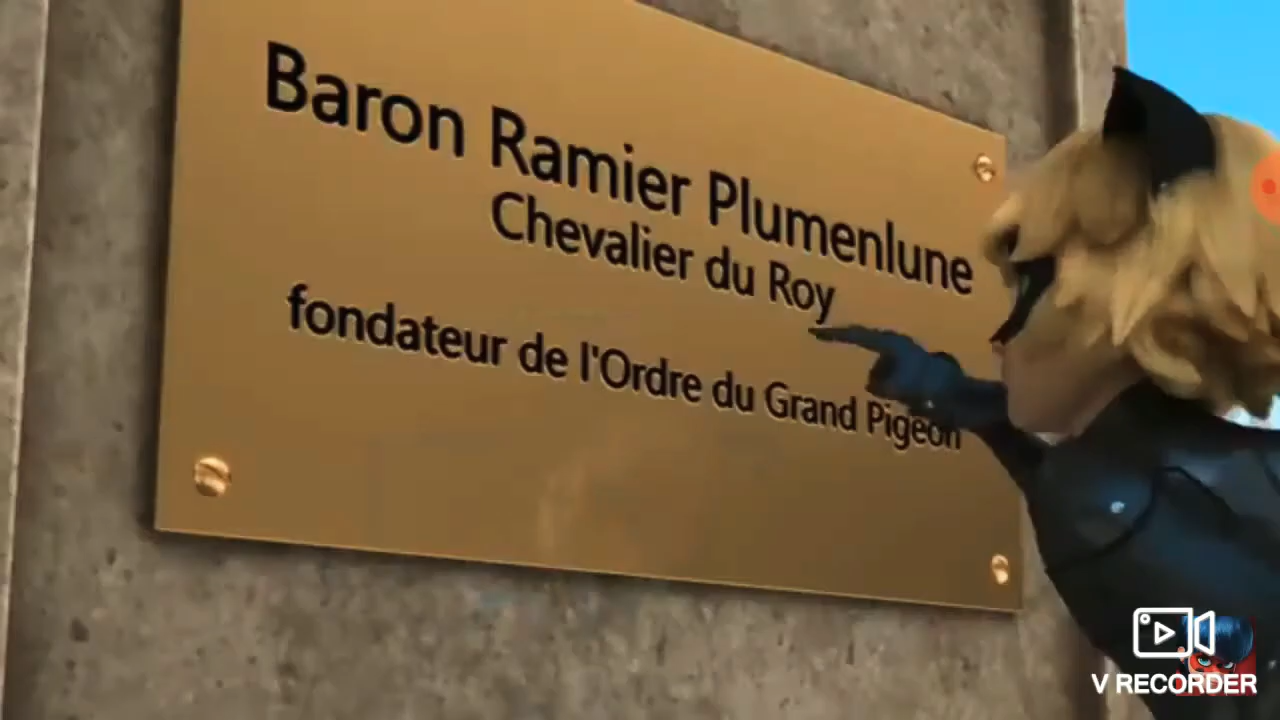 Baron Ramier Plumenlune
Chevalier du Roy
fondateur de l'Ordre du Grand Pigeon
V RECORDER